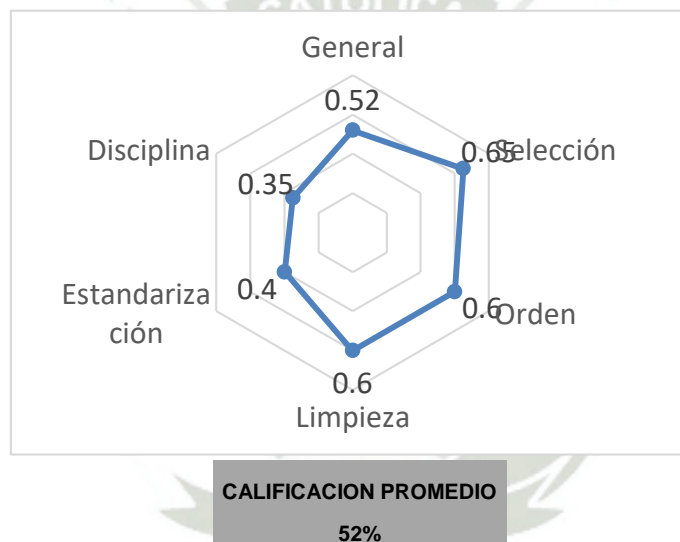 CATOLICA
General
0.52
Disciplina
Selección
0.65
0.35
Estandariza
ción
0.4
Orden
0.6
0.6
Limpieza
CALIFICACION PROMEDIO
52%